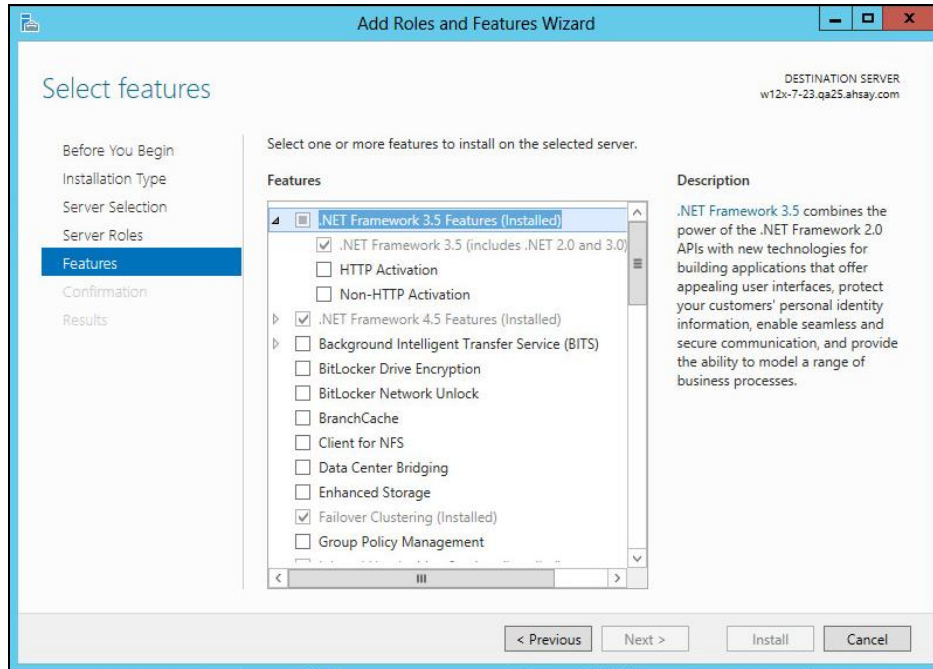 Add Roles and Features Wizard
Select features
DESTINATION SERVER
w12x-7-23.qa25.ahsay.com
Before You Begin
Installation Type
Server Selection
Server Roles
Features
Confirmation
Results
Select one or more features to install on the selected server.
Features
.NET Framework 3.5 Features (Installed)
.NET Framework 3.5 (includes .NET 2.0 and 3.0)
HTTP Activation
Non-HTTP Activation
.NET Framework 4.5 Features (Installed)
Background Intelligent Transfer Service (BITS)
BitLocker Drive Encryption
BitLocker Network Unlock
BranchCache
Client for NFS
Data Center Bridging
Enhanced Storage
Failover Clustering (Installed)
Group Policy Management
Description
.NET Framework 3.5 combines the
power of the .NET Framework 2.0
APIs with new technologies for
building applications that offer
appealing user interfaces, protect
your customers' personal identity
information, enable seamless and
secure communication, and provide
the ability to model a range of
business processes.
< Previous
Next >
Install
Cancel